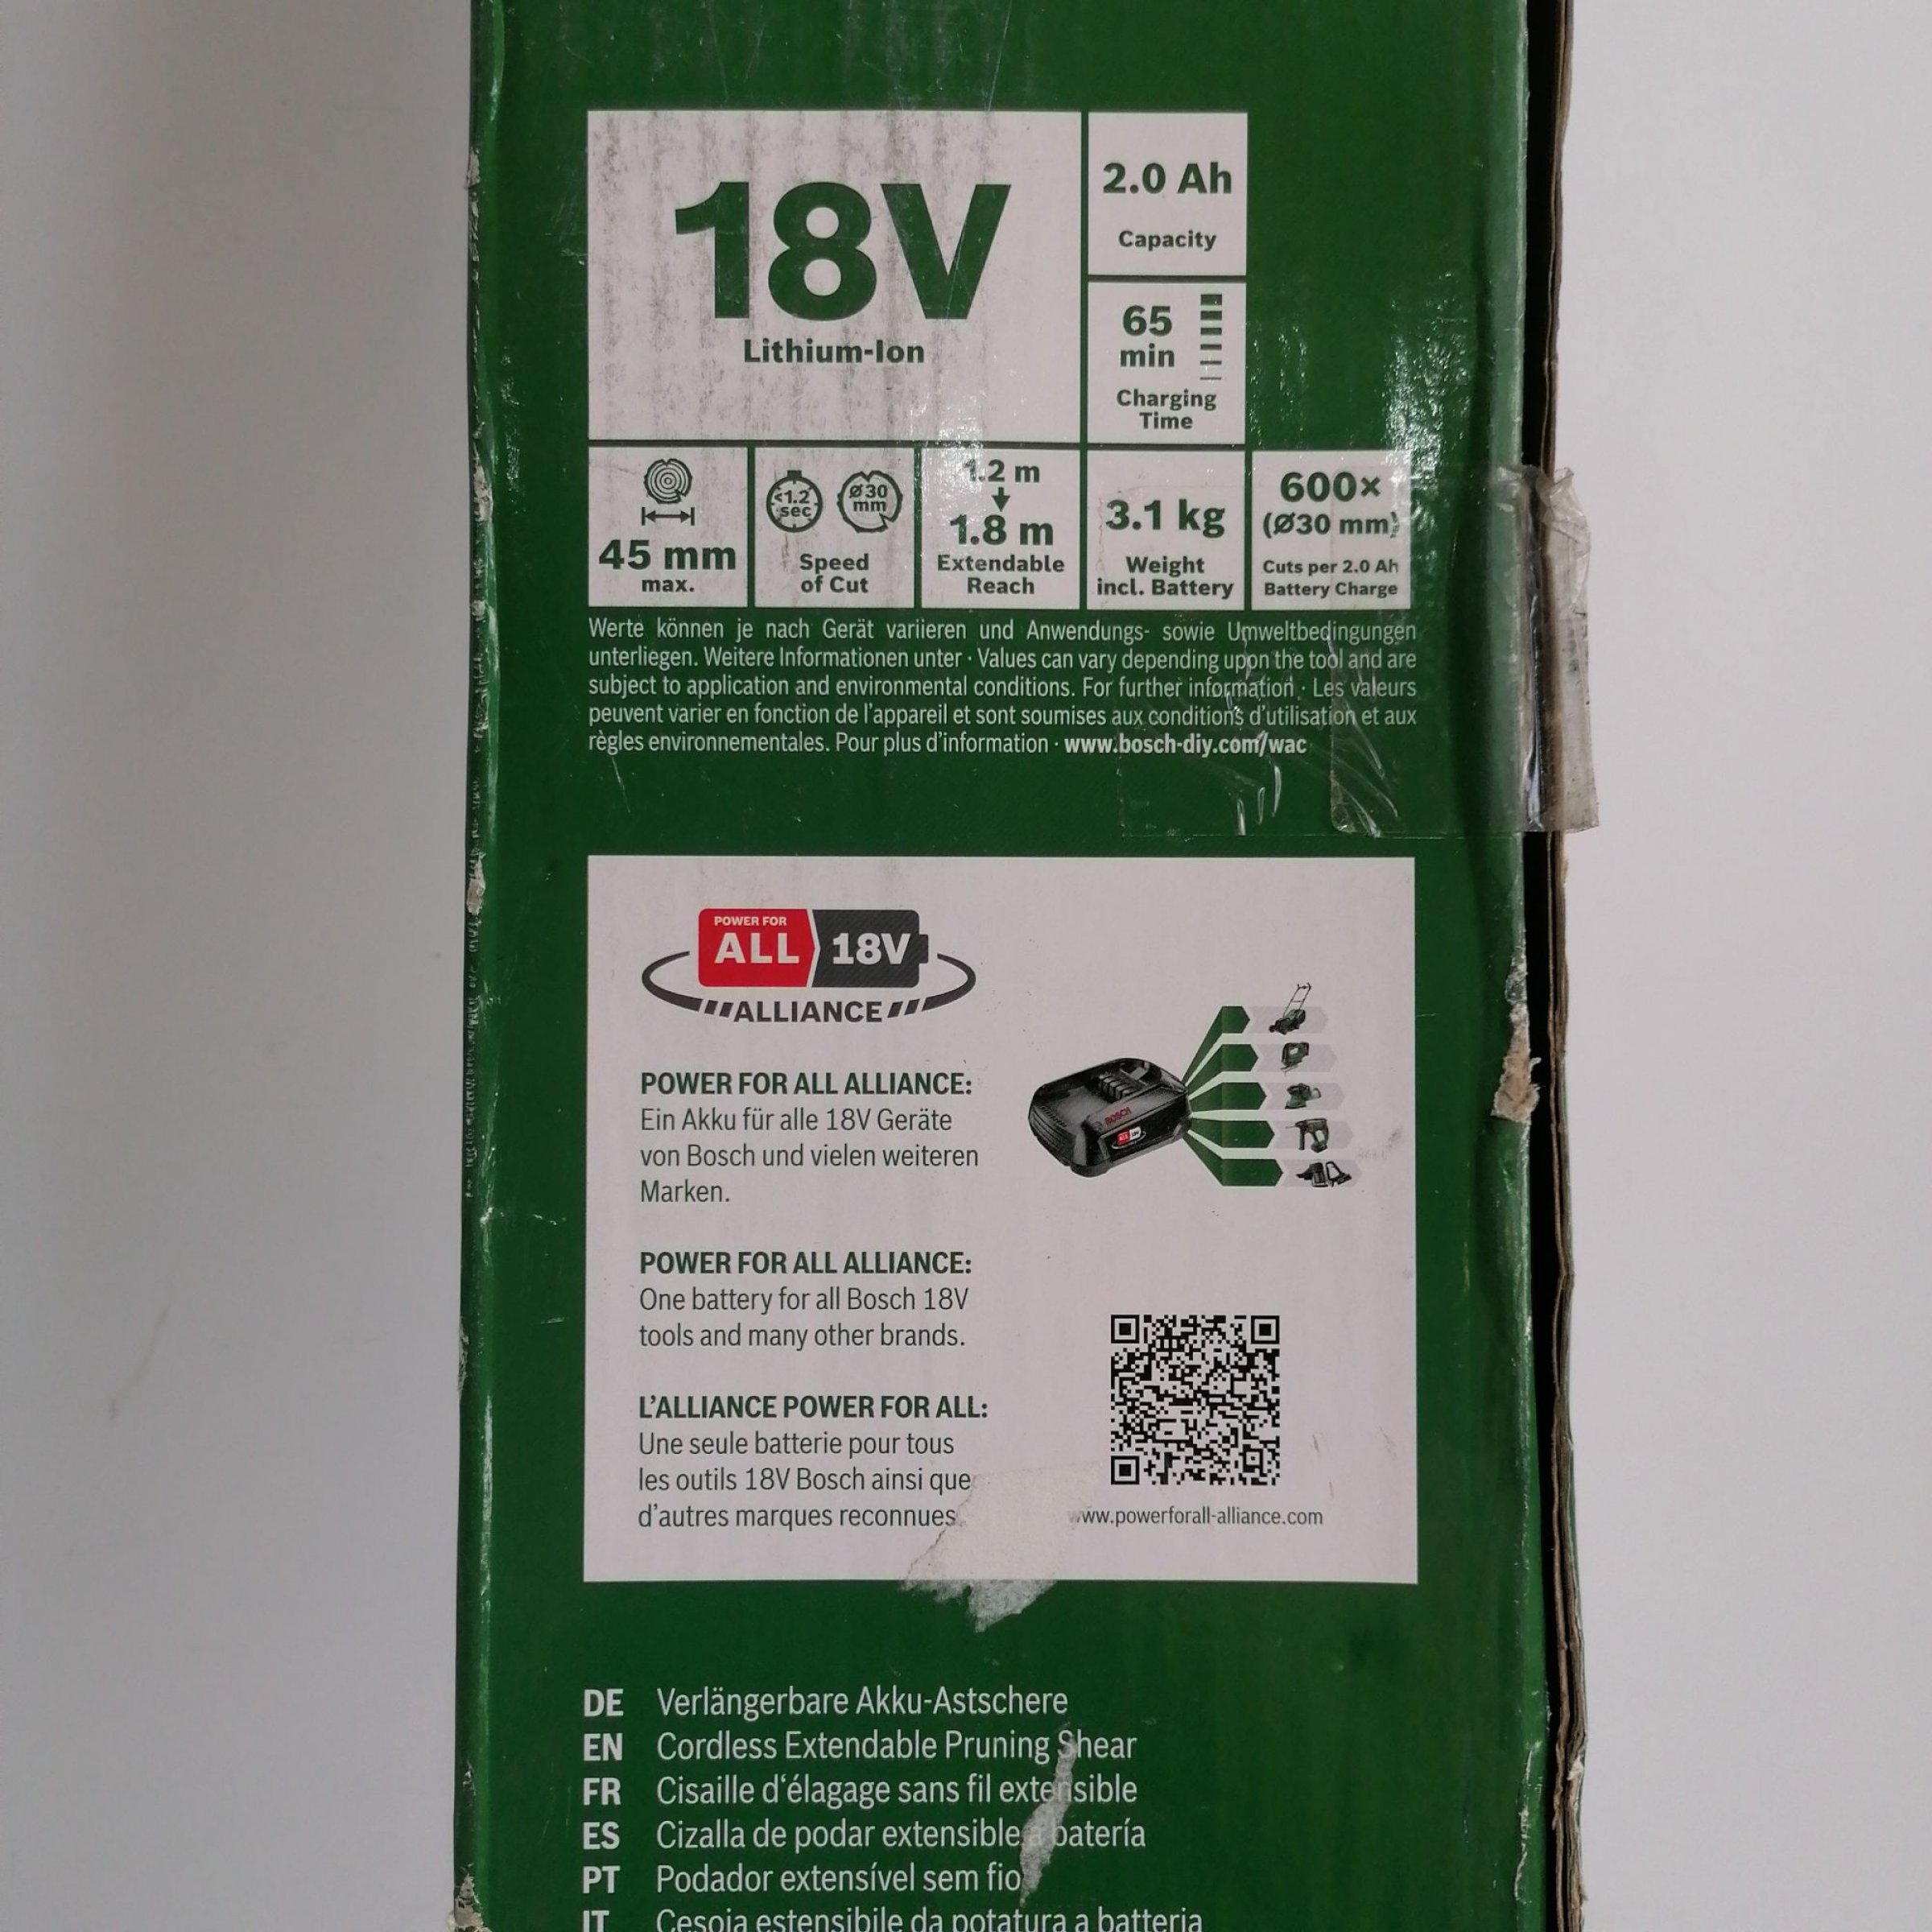 18V
Lithium-Ion
2.0 Ah
Capacity
65
min
Charging
Time
45 mm
max.
<1.2
sec
Ø30
mm
Speed
of Cut
1.2 m
1.8 m
Extendable
Reach
3.1 kg
Weight
incl. Battery
600×
(Ø30 mm)
Cuts per 2.0 Ah
Battery Charge
Werte können je nach Gerät variieren und Anwendungs- sowie Umweltbedingungen
unterliegen. Weitere Informationen unter · Values can vary depending upon the tool and are
subject to application and environmental conditions. For further information · Les valeurs
peuvent varier en fonction de l'appareil et sont soumises aux conditions d'utilisation et aux
règles environnementales. Pour plus d'information · www.bosch-diy.com/wac
POWER FOR
ALL 18V
ALLIANCE
POWER FOR ALL ALLIANCE:
Ein Akku für alle 18V Geräte
von Bosch und vielen weiteren
Marken.
BOSCH
POWER FOR ALL ALLIANCE:
One battery for all Bosch 18V
tools and many other brands.
L'ALLIANCE POWER FOR ALL:
Une seule batterie pour tous
les outils 18V Bosch ainsi que
d'autres marques reconnues.
www.powerforall-alliance.com
DE Verlängerbare Akku-Astschere
EN Cordless Extendable Pruning Shear
FR Cisaille d'élagage sans fil extensible
ES Cizalla de podar extensible a batería
PT Podador extensível sem fio
IT Cesoia estensibile da potatura a batteria